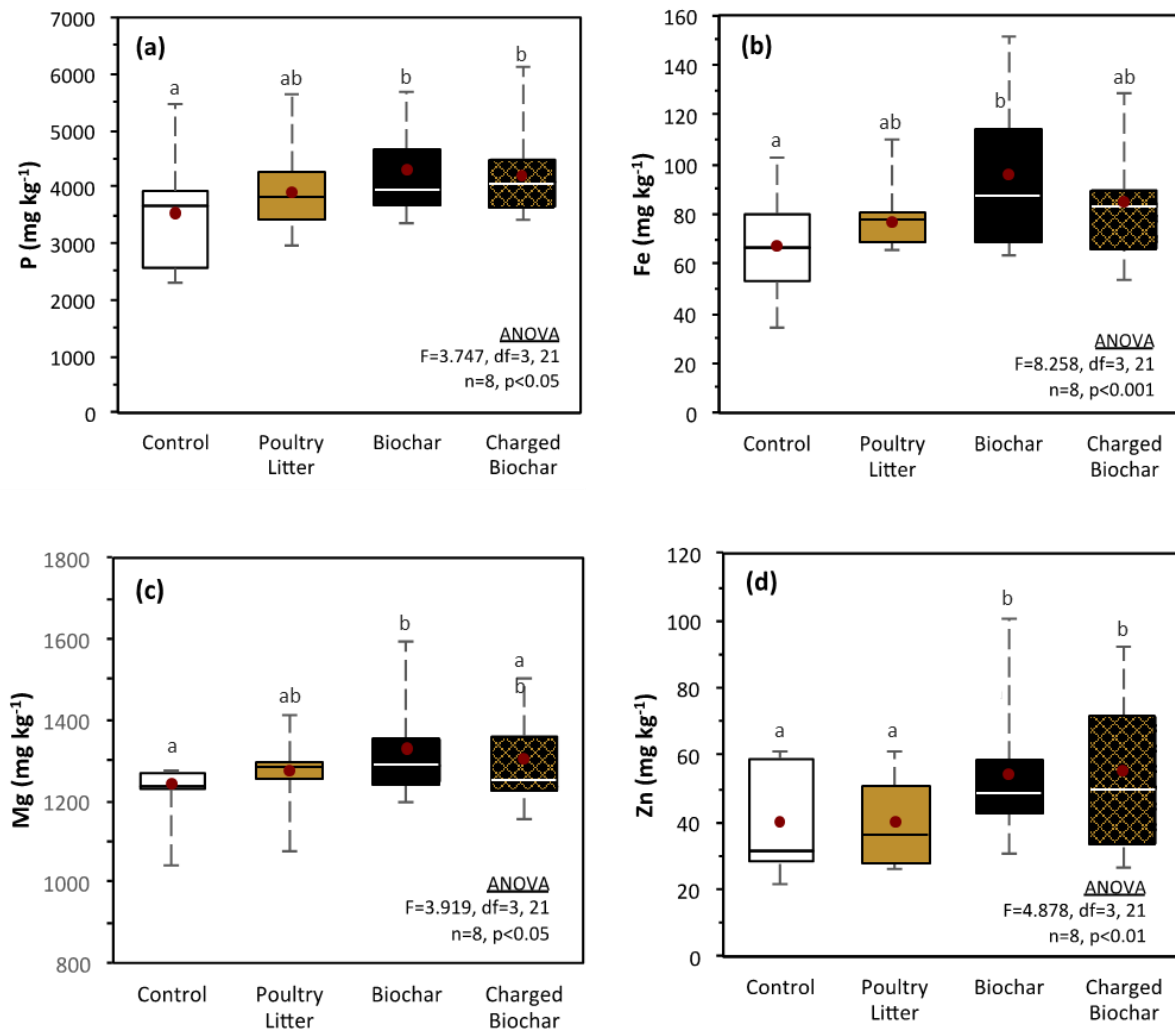 (a)
P (mg kg⁻¹)
7000
6000
5000
4000
3000
2000
1000
0
a
ab
b
b
ANOVA
F=3.747, df=3, 21
n=8, p<0.05
Control
Poultry
Litter
Biochar
Charged
Biochar
(b)
Fe (mg kg⁻¹)
160
140
120
100
80
60
40
20
0
a
ab
b
ab
ANOVA
F=8.258, df=3, 21
n=8, p<0.001
Control
Poultry
Litter
Biochar
Charged
Biochar
(c)
Mg (mg kg⁻¹)
1800
1600
1400
1200
1000
800
a
ab
b
a
b
ANOVA
F=3.919, df=3, 21
n=8, p<0.05
Control
Poultry
Litter
Biochar
Charged
Biochar
(d)
Zn (mg kg⁻¹)
120
100
80
60
40
20
0
a
a
b
b
ANOVA
F=4.878, df=3, 21
n=8, p<0.01
Control
Poultry
Litter
Biochar
Charged
Biochar